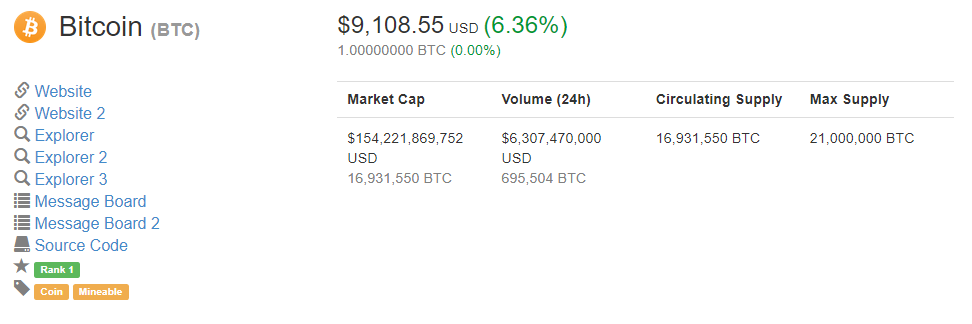 Bitcoin (BTC)
$9,108.55 USD (6.36%)
1.00000000 BTC (0.00%)
Website
Website 2
Explorer
Explorer 2
Explorer 3
Message Board
Message Board 2
Source Code
Rank 1
Coin Mineable
Market Cap Volume (24h) Circulating Supply Max Supply
$154,221,869,752 $6,307,470,000 16,931,550 BTC 21,000,000 BTC
USD USD
16,931,550 BTC 695,504 BTC